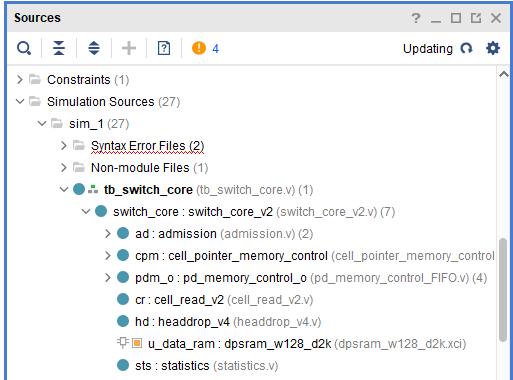 Sources
4
Updating
Constraints (1)
Simulation Sources (27)
sim_1 (27)
Syntax Error Files (2)
Non-module Files (1)
tb_switch_core (tb_switch_core.v) (1)
switch_core : switch_core_v2 (switch_core_v2.v) (7)
ad : admission (admission.v) (2)
cpm : cell_pointer_memory_control (cell_pointer_memory_control
pdm_o : pd_memory_control_o (pd_memory_control_FIFO.v) (4)
cr : cell_read_v2 (cell_read_v2.v)
hd : headdrop_v4 (headdrop_v4.v)
u_data_ram : dpsram_w128_d2k (dpsram_w128_d2k.xci)
sts : statistics (statistics.v)